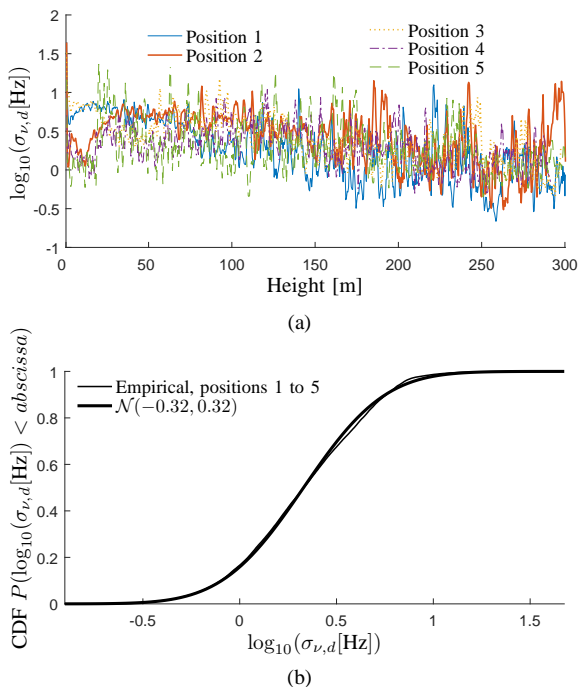 2
1.5
1
0.5
0
-0.5
-1
log₁₀(σν,d[Hz])
Position 1
Position 2
Position 3
Position 4
Position 5
0 50 100 150 200 250 300
Height [m]
(a)
CDF P(log₁₀(σν,d[Hz]) < abscissa)
1
0.8
0.6
0.4
0.2
0
Empirical, positions 1 to 5
𝒩(−0.32, 0.32)
-0.5 0 0.5 1 1.5
log₁₀(σν,d[Hz])
(b)